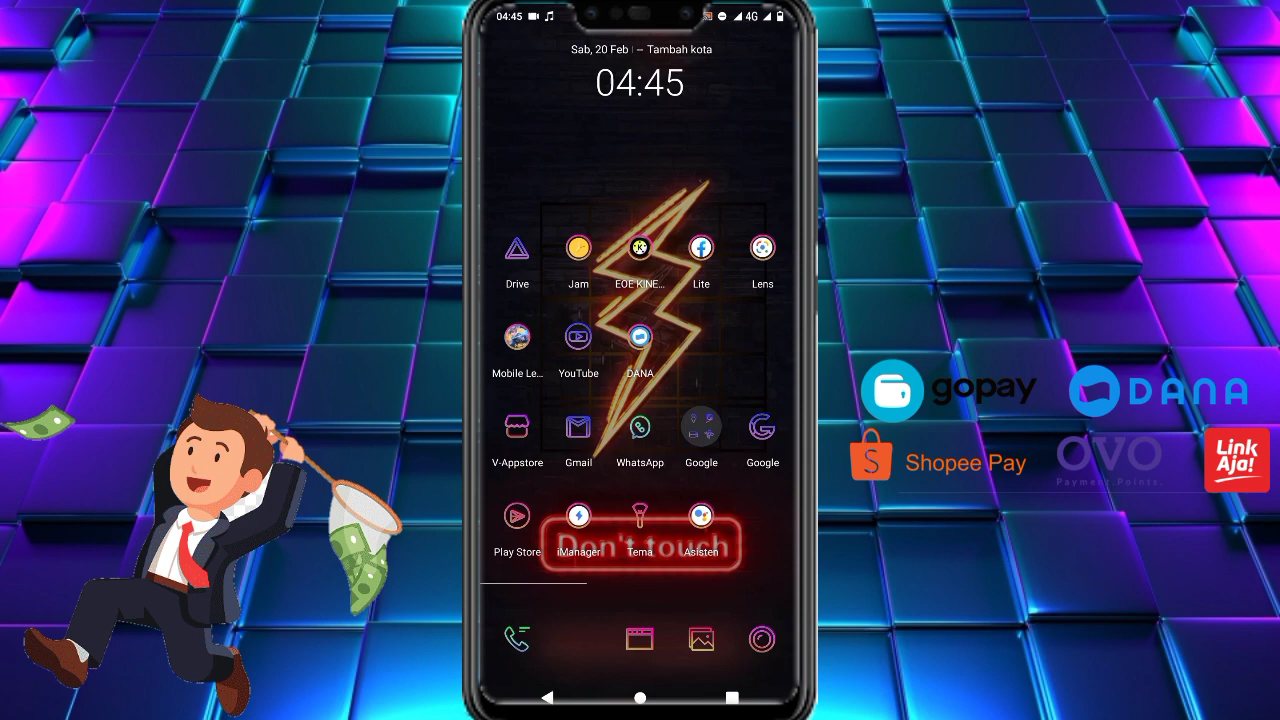 04:45
4G
Sab, 20 Feb | -- Tambah kota
04:45
Drive
Jam
EOE KINE...
Lite
Lens
Mobile Le...
YouTube
DANA
V-Appstore
Gmail
WhatsApp
Google
Google
Play Store
iManager
Tema
Asisten
Don't touch
gopay
DANA
S Shopee Pay
OVO
Payment.Points.
Link
Aja!